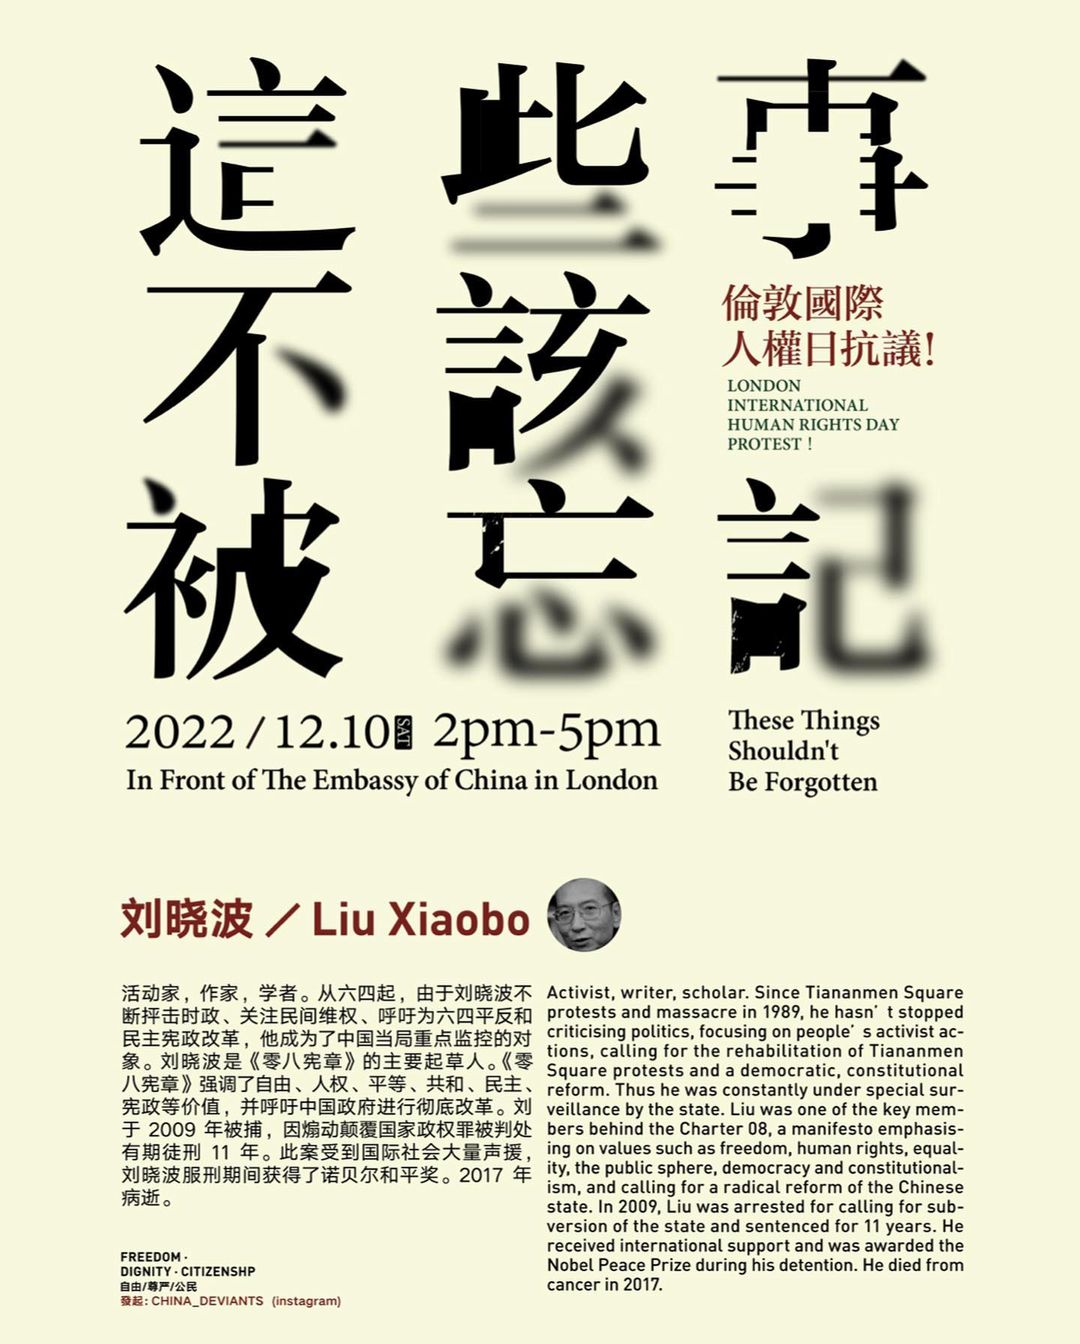 這些事
不該
倫敦國際
人權日抗議!
LONDON
INTERNATIONAL
HUMAN RIGHTS DAY
PROTEST !
被忘記
2022 / 12.10 SAT 2pm-5pm
In Front of The Embassy of China in London
These Things
Shouldn't
Be Forgotten
刘晓波 / Liu Xiaobo
活动家，作家，学者。从六四起，由于刘晓波不
断抨击时政、关注民间维权、呼吁为六四平反和
民主宪政改革，他成为了中国当局重点监控的对
象。刘晓波是《零八宪章》的主要起草人。《零
八宪章》强调了自由、人权、平等、共和、民主、
宪政等价值，并呼吁中国政府进行彻底改革。刘
于 2009 年被捕，因煽动颠覆国家政权罪被判处
有期徒刑 11 年。此案受到国际社会大量声援，
刘晓波服刑期间获得了诺贝尔和平奖。2017 年
病逝。
Activist, writer, scholar. Since Tiananmen Square
protests and massacre in 1989, he hasn’t stopped
criticising politics, focusing on people’s activist ac-
tions, calling for the rehabilitation of Tiananmen
Square protests and a democratic, constitutional
reform. Thus he was constantly under special sur-
veillance by the state. Liu was one of the key mem-
bers behind the Charter 08, a manifesto emphasis-
ing on values such as freedom, human rights, equal-
ity, the public sphere, democracy and constitutional-
ism, and calling for a radical reform of the Chinese
state. In 2009, Liu was arrested for calling for sub-
version of the state and sentenced for 11 years. He
received international support and was awarded the
Nobel Peace Prize during his detention. He died from
cancer in 2017.
FREEDOM ·
DIGNITY · CITIZENSHP
自由/尊严/公民
發起: CHINA_DEVIANTS (instagram)